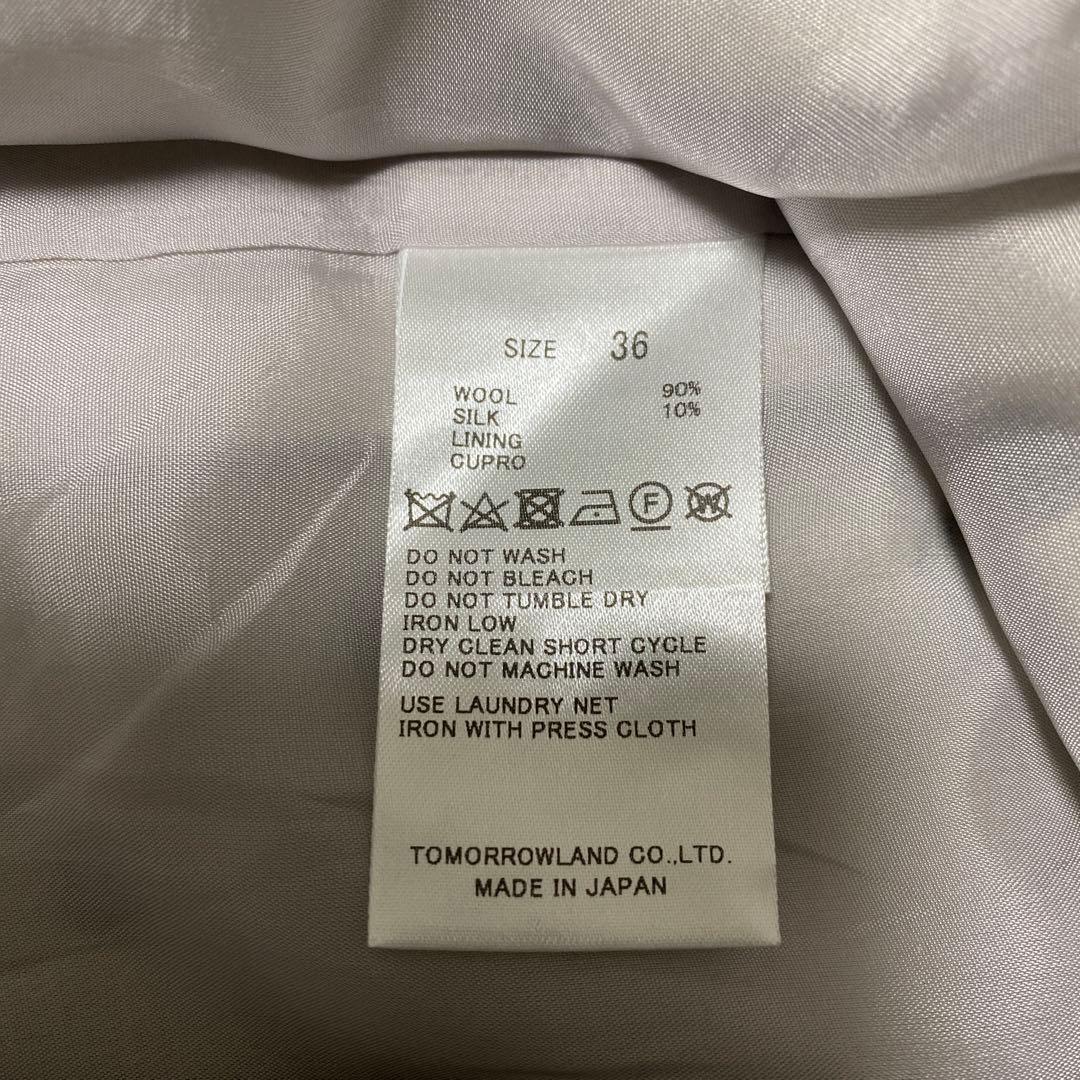 SIZE 36
WOOL 90%
SILK 10%
LINING
CUPRO
F W
DO NOT WASH
DO NOT BLEACH
DO NOT TUMBLE DRY
IRON LOW
DRY CLEAN SHORT CYCLE
DO NOT MACHINE WASH
USE LAUNDRY NET
IRON WITH PRESS CLOTH
TOMORROWLAND CO.,LTD.
MADE IN JAPAN